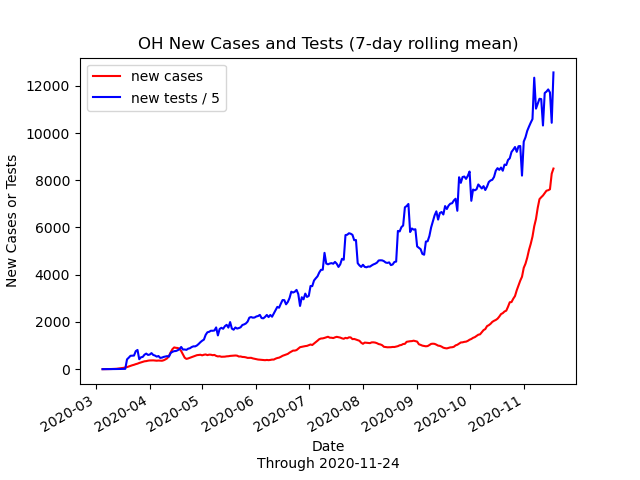 OH New Cases and Tests (7-day rolling mean)
new cases
new tests / 5
New Cases or Tests
12000
10000
8000
6000
4000
2000
0
2020-03
2020-04
2020-05
2020-06
2020-07
2020-08
2020-09
2020-10
2020-11
Date
Through 2020-11-24